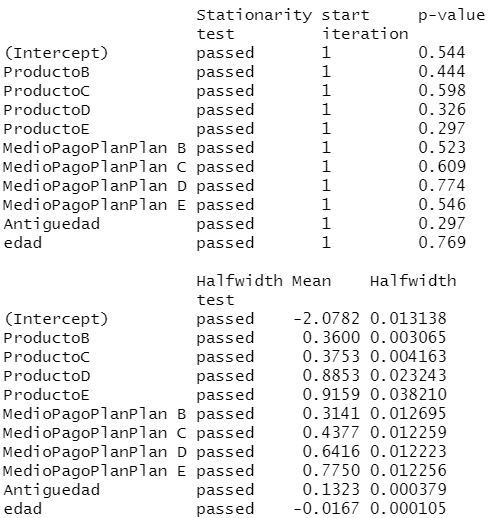 Stationarity start p-value
test iteration
(Intercept) passed 1 0.544
ProductoB passed 1 0.444
ProductoC passed 1 0.598
ProductoD passed 1 0.326
ProductoE passed 1 0.297
MedioPagoPlanPlan B passed 1 0.523
MedioPagoPlanPlan C passed 1 0.609
MedioPagoPlanPlan D passed 1 0.774
MedioPagoPlanPlan E passed 1 0.546
Antiguedad passed 1 0.297
edad passed 1 0.769
Halfwidth Mean Halfwidth
test
(Intercept) passed -2.0782 0.013138
ProductoB passed 0.3600 0.003065
ProductoC passed 0.3753 0.004163
ProductoD passed 0.8853 0.023243
ProductoE passed 0.9159 0.038210
MedioPagoPlanPlan B passed 0.3141 0.012695
MedioPagoPlanPlan C passed 0.4377 0.012259
MedioPagoPlanPlan D passed 0.6416 0.012223
MedioPagoPlanPlan E passed 0.7750 0.012256
Antiguedad passed 0.1323 0.000379
edad passed -0.0167 0.000105